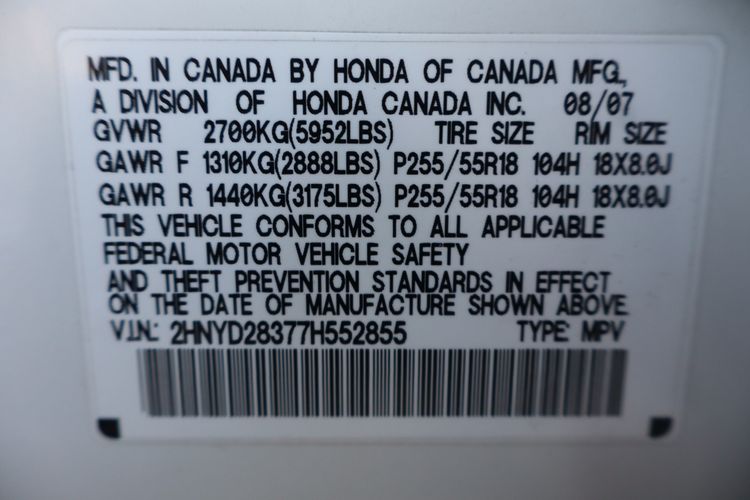 MFD. IN CANADA BY HONDA OF CANADA MFG.,
A DIVISION OF HONDA CANADA INC. 08/07
GVWR 2700KG(5952LBS) TIRE SIZE RIM SIZE
GAWR F 1310KG(2888LBS) P255/55R18 104H 18X8.0J
GAWR R 1440KG(3175LBS) P255/55R18 104H 18X8.0J
THIS VEHICLE CONFORMS TO ALL APPLICABLE
FEDERAL MOTOR VEHICLE SAFETY
AND THEFT PREVENTION STANDARDS IN EFFECT
ON THE DATE OF MANUFACTURE SHOWN ABOVE.
V.I.N.: 2HNYD28377H552855 TYPE: MPV